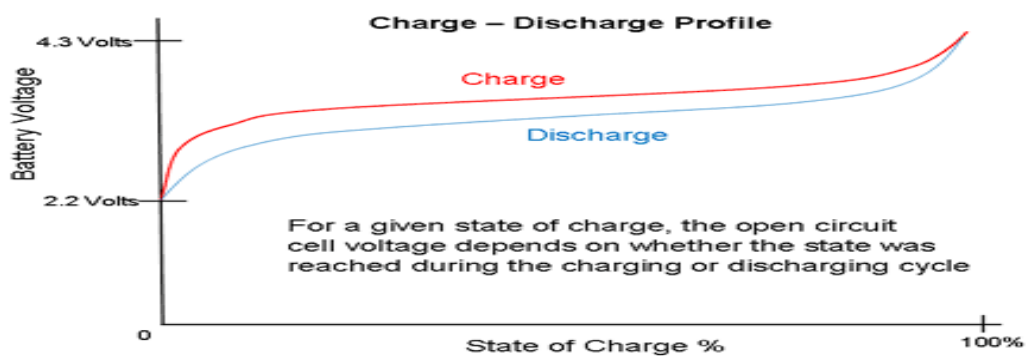 Charge – Discharge Profile
4.3 Volts
Battery Voltage
Charge
Discharge
2.2 Volts
For a given state of charge, the open circuit
cell voltage depends on whether the state was
reached during the charging or discharging cycle
0
State of Charge %
100%